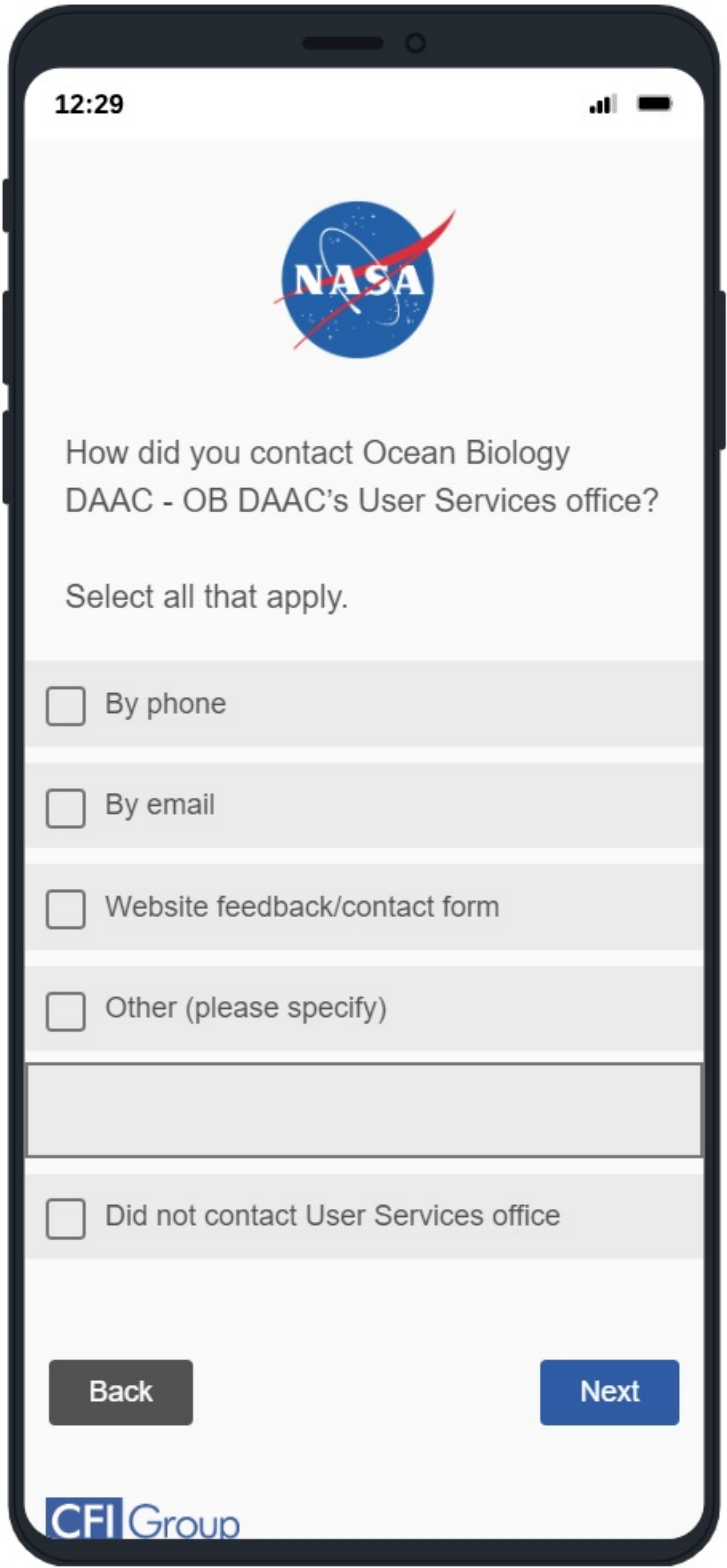 12:29
NASA
How did you contact Ocean Biology
DAAC - OB DAAC’s User Services office?
Select all that apply.
By phone
By email
Website feedback/contact form
Other (please specify)
Did not contact User Services office
Back
Next
CFI Group